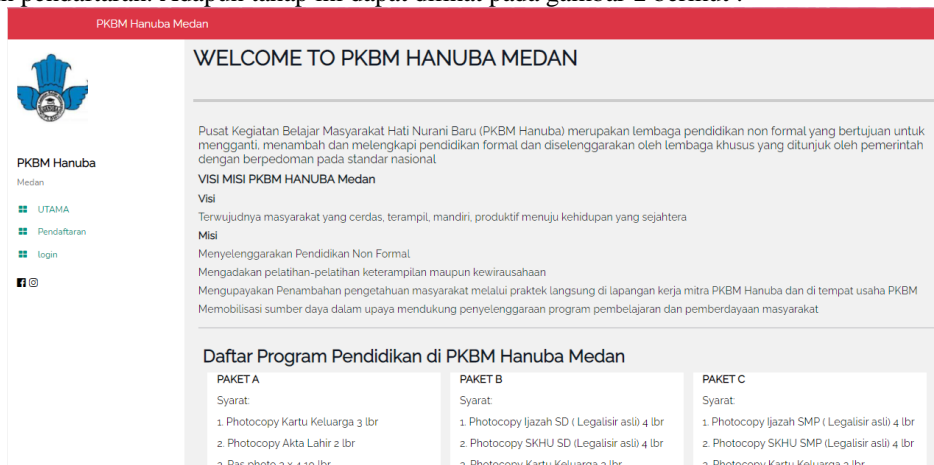 PKBM Hanuba Medan
PKBM Hanuba
Medan
UTAMA
Pendaftaran
login
WELCOME TO PKBM HANUBA MEDAN
Pusat Kegiatan Belajar Masyarakat Hati Nurani Baru (PKBM Hanuba) merupakan lembaga pendidikan non formal yang bertujuan untuk
mengganti, menambah dan melengkapi pendidikan formal dan diselenggarakan oleh lembaga khusus yang ditunjuk oleh pemerintah
dengan berpedoman pada standar nasional
VISI MISI PKBM HANUBA Medan
Visi
Terwujudnya masyarakat yang cerdas, terampil, mandiri, produktif menuju kehidupan yang sejahtera
Misi
Menyelenggarakan Pendidikan Non Formal
Mengadakan pelatihan-pelatihan keterampilan maupun kewirausahaan
Mengupayakan Penambahan pengetahuan masyarakat melalui praktek langsung di lapangan kerja mitra PKBM Hanuba dan di tempat usaha PKBM
Memobilisasi sumber daya dalam upaya mendukung penyelenggaraan program pembelajaran dan pemberdayaan masyarakat
Daftar Program Pendidikan di PKBM Hanuba Medan
PAKET A
Syarat:
1. Photocopy Kartu Keluarga 3 lbr
2. Photocopy Akta Lahir 2 lbr
PAKET B
Syarat:
1. Photocopy Ijazah SD ( Legalisir asli) 4 lbr
2. Photocopy SKHU SD (Legalisir asli) 4 lbr
PAKET C
Syarat:
1. Photocopy Ijazah SMP ( Legalisir asli) 4 lbr
2. Photocopy SKHU SMP (Legalisir asli) 4 lbr